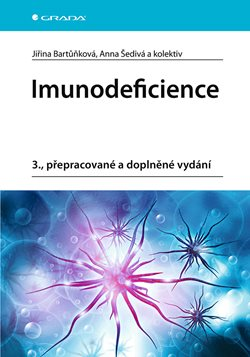 GRADA
Jiřina Bartůňková, Anna Šedivá a kolektiv
Imunodeficience
3., přepracované a doplněné vydání